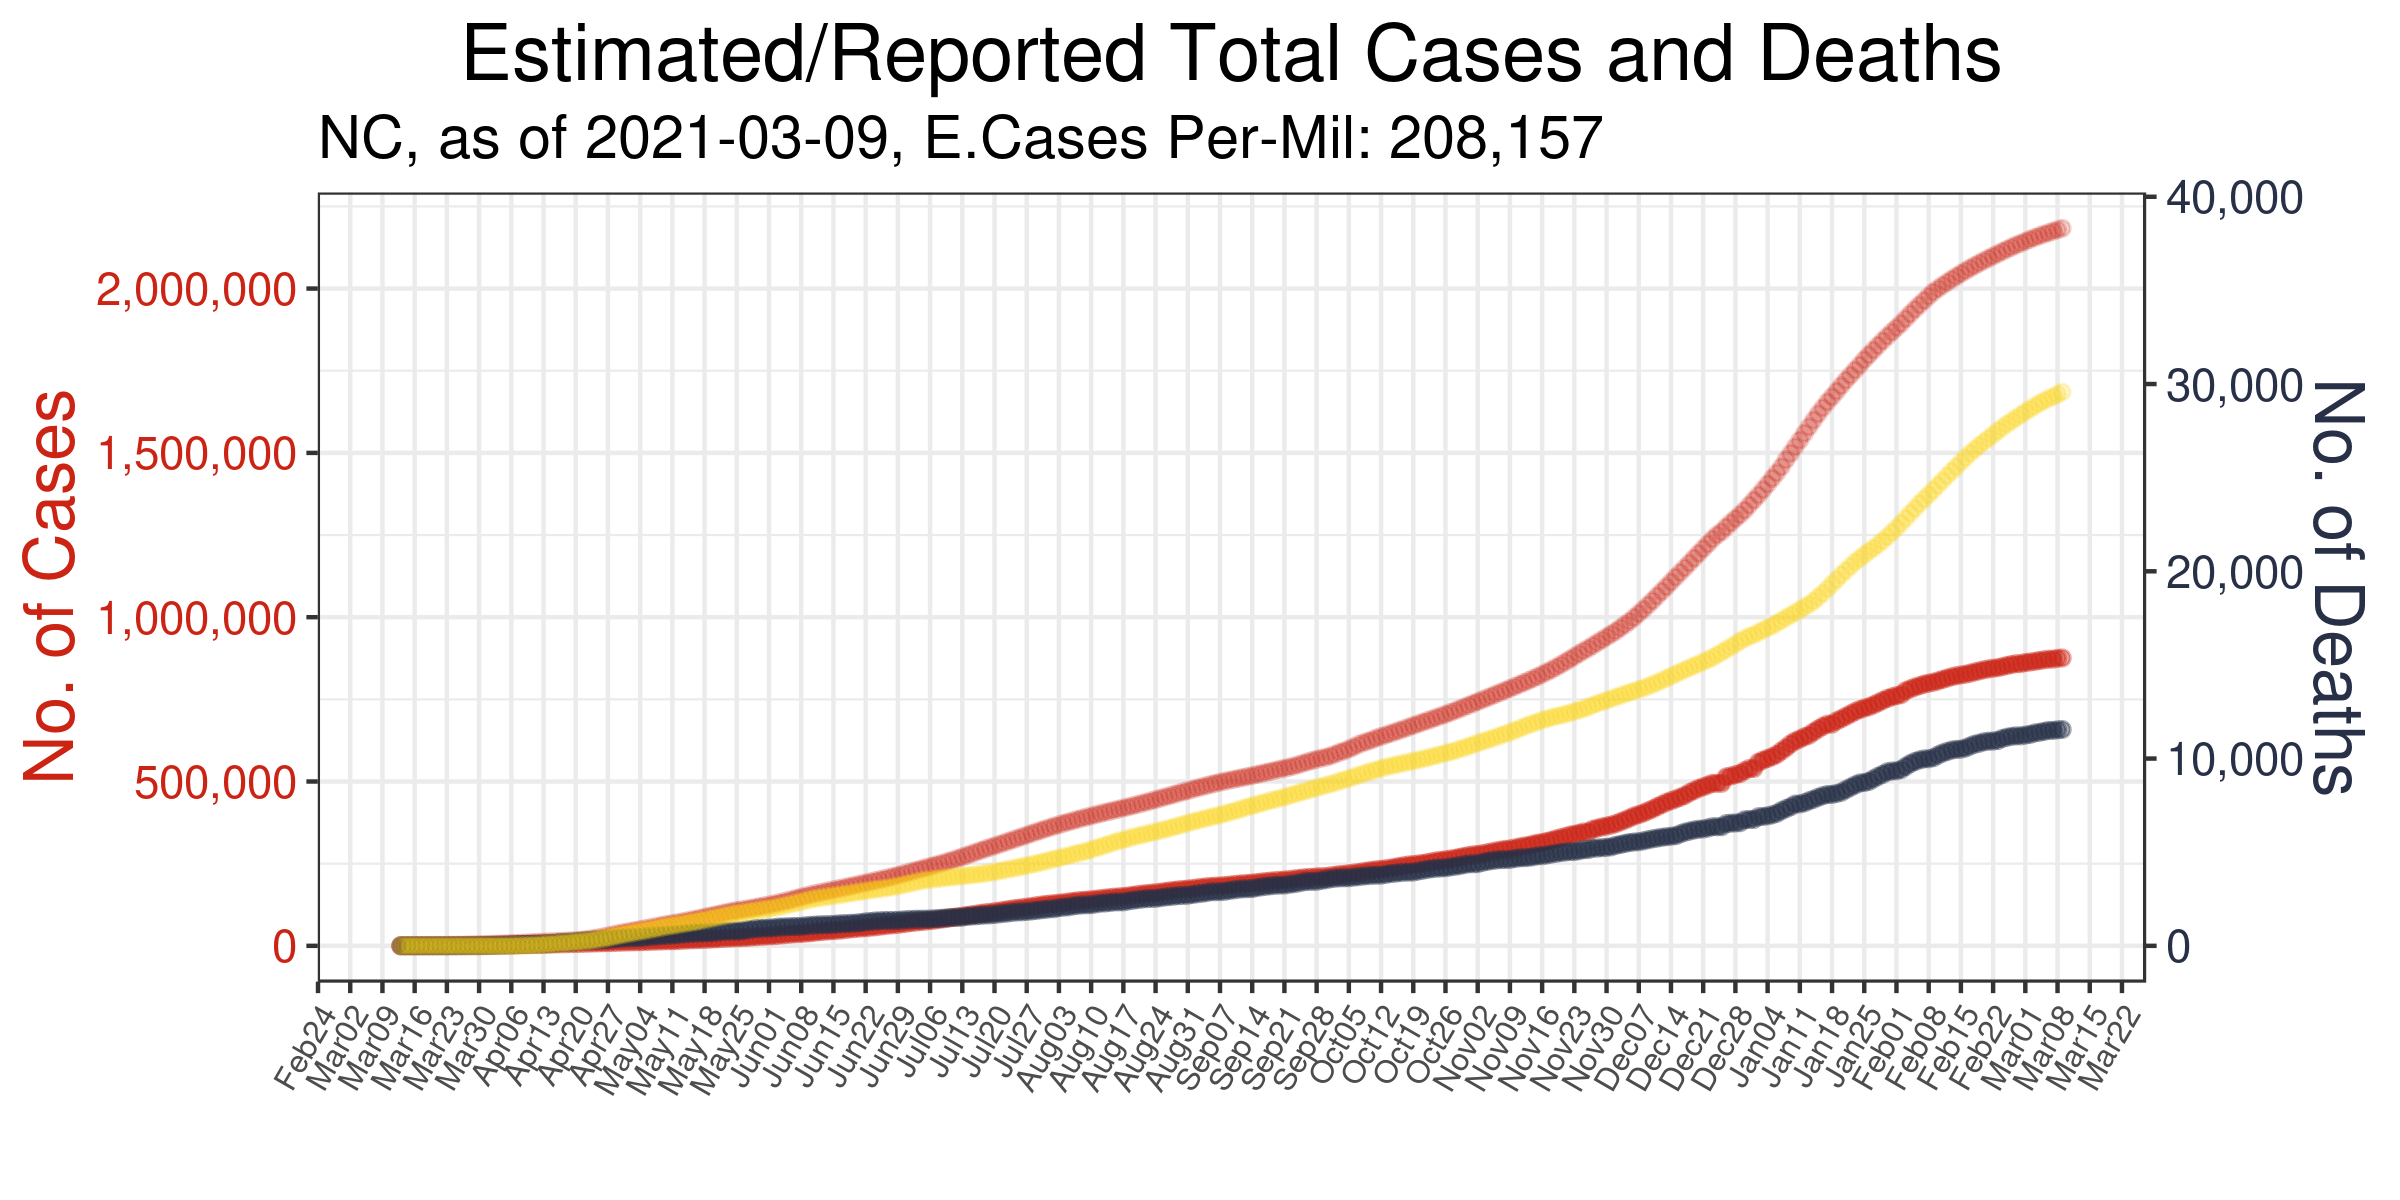 Estimated/Reported Total Cases and Deaths
NC, as of 2021-03-09, E.Cases Per-Mil: 208,157
No. of Cases
2,000,000
1,500,000
1,000,000
500,000
0
40,000
30,000
20,000
10,000
0
No. of Deaths
Feb24
Mar02
Mar09
Mar16
Mar23
Mar30
Apr06
Apr13
Apr20
Apr27
May04
May11
May18
May25
Jun01
Jun08
Jun15
Jun22
Jun29
Jul06
Jul13
Jul20
Jul27
Aug03
Aug10
Aug17
Aug24
Aug31
Sep07
Sep14
Sep21
Sep28
Oct05
Oct12
Oct19
Oct26
Nov02
Nov09
Nov16
Nov23
Nov30
Dec07
Dec14
Dec21
Dec28
Jan04
Jan11
Jan18
Jan25
Feb01
Feb08
Feb15
Feb22
Mar01
Mar08
Mar15
Mar22